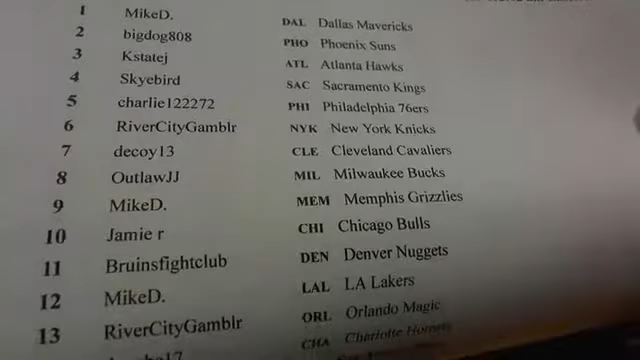 1 MikeD. DAL Dallas Mavericks
2 bigdog808 PHO Phoenix Suns
3 Kstatej ATL Atlanta Hawks
4 Skyebird SAC Sacramento Kings
5 charlie122272 PHI Philadelphia 76ers
6 RiverCityGamblr NYK New York Knicks
7 decoy13 CLE Cleveland Cavaliers
8 OutlawJJ MIL Milwaukee Bucks
9 MikeD. MEM Memphis Grizzlies
10 Jamie r CHI Chicago Bulls
11 Bruinsfightclub DEN Denver Nuggets
12 MikeD. LAL LA Lakers
13 RiverCityGamblr ORL Orlando Magic
CHA Charlotte Hornets